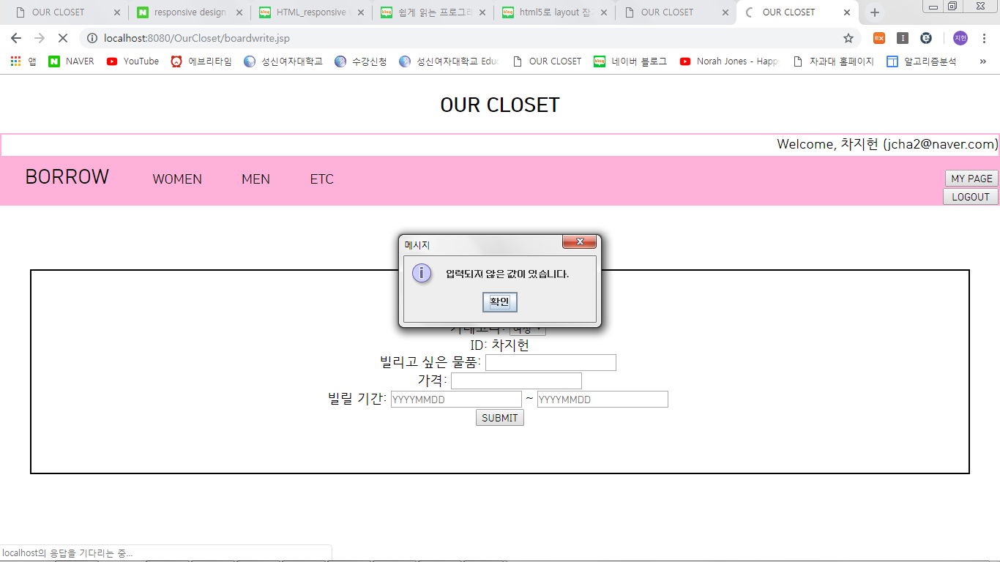 OUR CLOSET
responsive design
HTML_responsive
쉽게 읽는 프로그래
html5로 layout 잡
OUR CLOSET
OUR CLOSET
localhost:8080/OurCloset/boardwrite.jsp
지헌
앱
NAVER
YouTube
에브리타임
성신여자대학교
수강신청
성신여자대학교 Educ
OUR CLOSET
네이버 블로그
Norah Jones - Happ
자과대 홈페이지
알고리즘분석
»
OUR CLOSET
Welcome, 차지헌 (jcha2@naver.com)
BORROW WOMEN MEN ETC
MY PAGE
LOGOUT
메시지
입력되지 않은 값이 있습니다.
확인
ID: 차지헌
빌리고 싶은 물품:
가격:
빌릴 기간: YYYYMMDD ~ YYYYMMDD
SUBMIT
localhost의 응답을 기다리는 중...